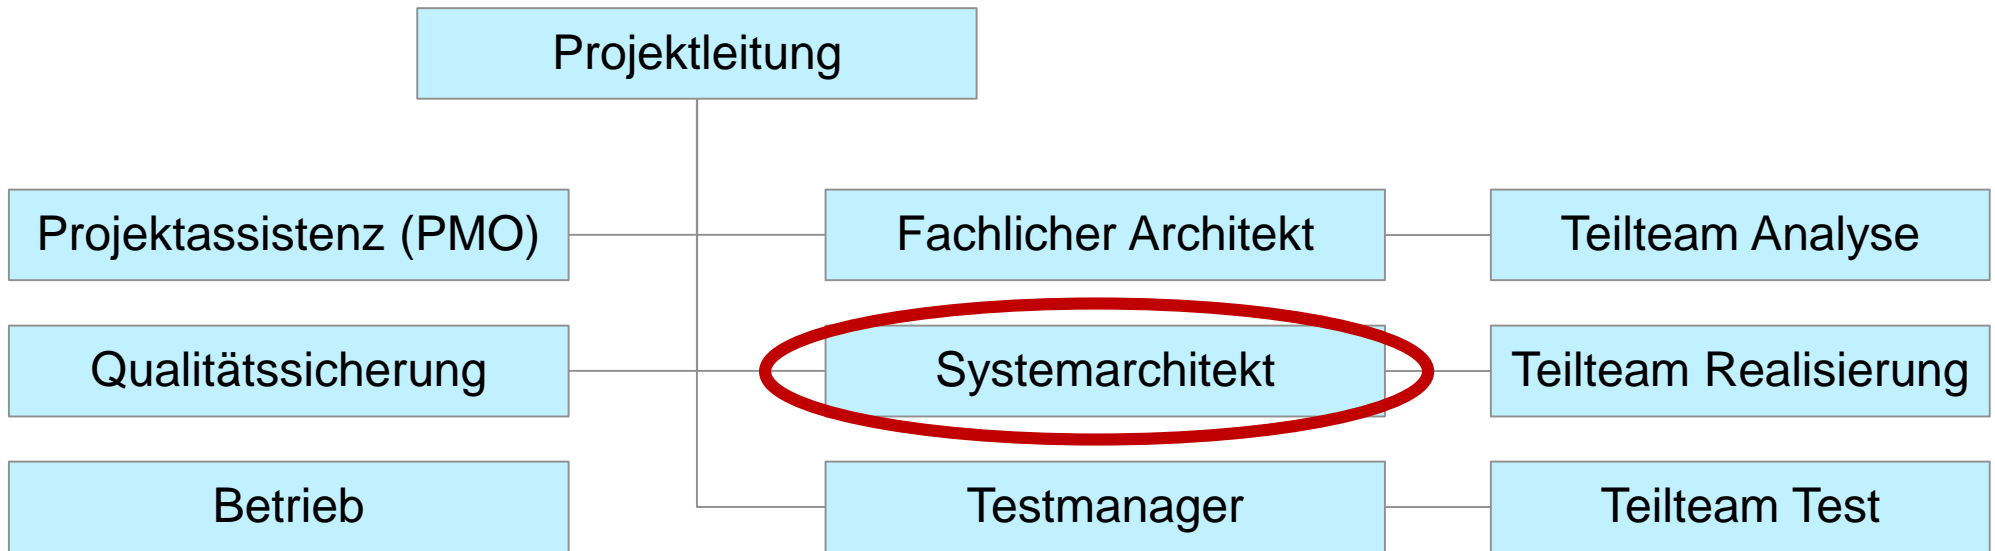 Projektleitung
Projektassistenz (PMO)
Fachlicher Architekt
Teilteam Analyse
Qualitätssicherung
Systemarchitekt
Teilteam Realisierung
Betrieb
Testmanager
Teilteam Test